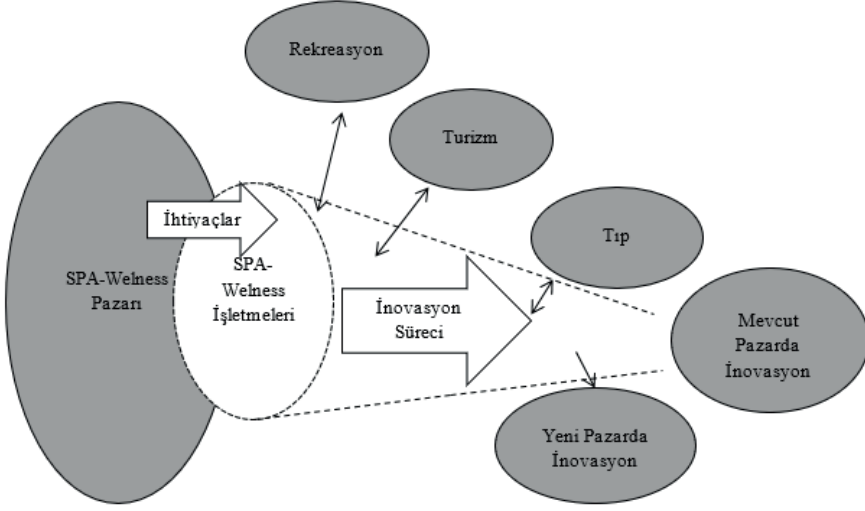 Rekreasyon
Turizm
Tıp
İhtiyaçlar
SPA-Welness
Pazarı
SPA-
Welness
İşletmeleri
İnovasyon
Süreci
Mevcut
Pazarda
İnovasyon
Yeni Pazarda
İnovasyon